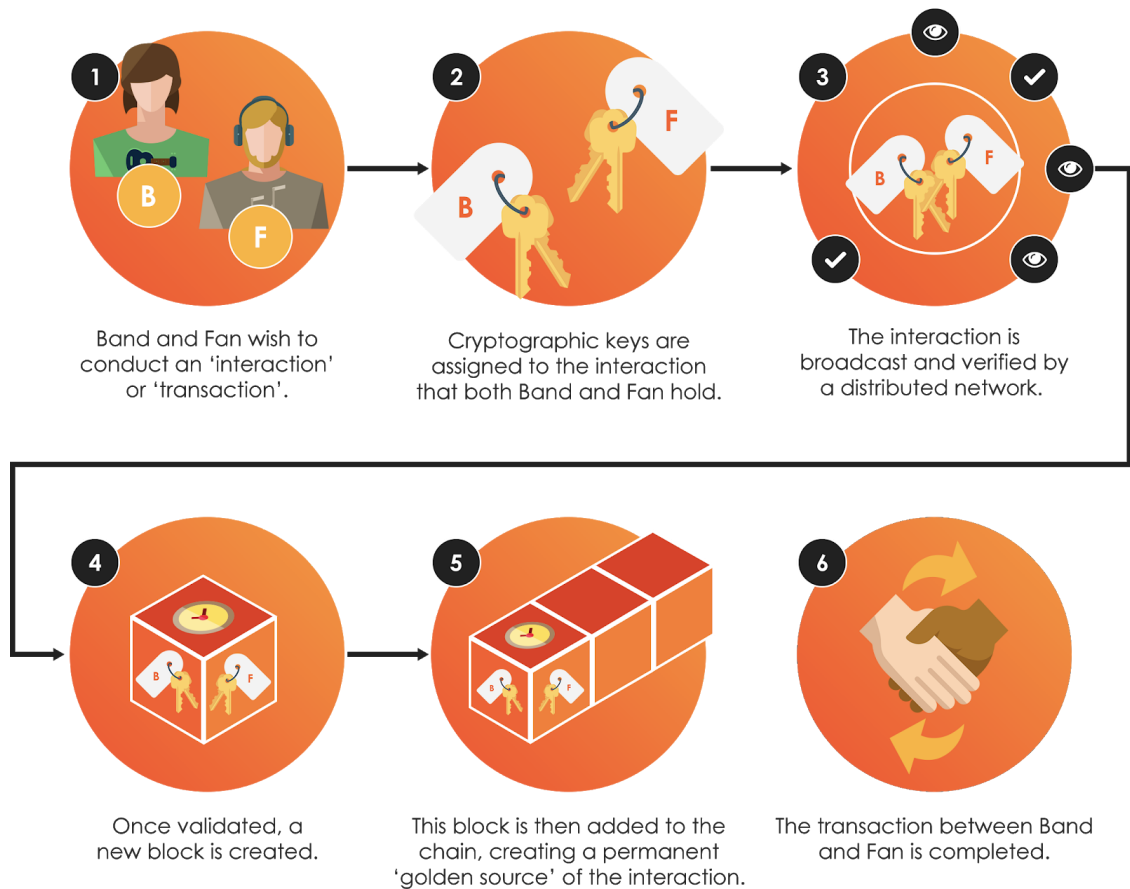 1
B
F
Band and Fan wish to
conduct an ‘interaction’
or ‘transaction’.
2
F
B
Cryptographic keys are
assigned to the interaction
that both Band and Fan hold.
3
B
F
The interaction is
broadcast and verified by
a distributed network.
4
B
F
Once validated, a
new block is created.
5
B
F
This block is then added to the
chain, creating a permanent
‘golden source’ of the interaction.
6
The transaction between Band
and Fan is completed.